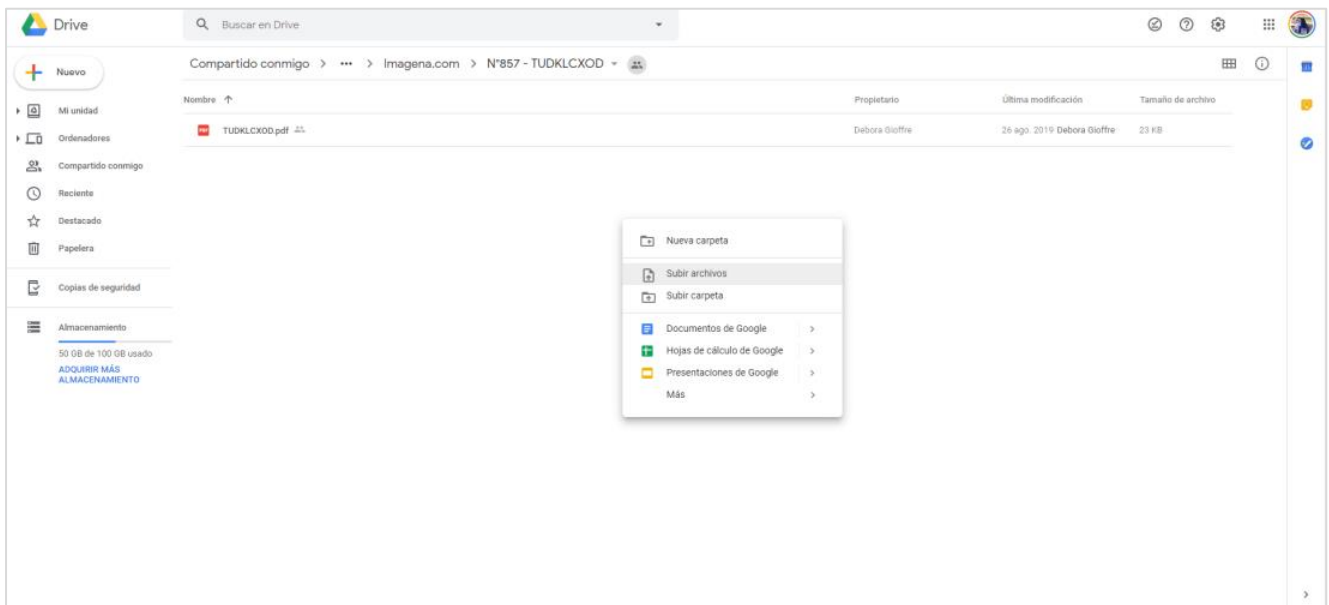 Drive
Buscar en Drive
Nuevo
Compartido conmigo > ••• > Imagena.com > N°857 - TUDKLCXOD
Nombre ↑ Propietario Última modificación Tamaño de archivo
PDF TUDKLCXOD.pdf Debora Gioffre 26 ago. 2019 Debora Gioffre 23 KB
Mi unidad
Ordenadores
Compartido conmigo
Reciente
Destacado
Papelera
Copias de seguridad
Almacenamiento
50 GB de 100 GB usado
ADQUIRIR MÁS
ALMACENAMIENTO
Nueva carpeta
Subir archivos
Subir carpeta
Documentos de Google >
Hojas de cálculo de Google >
Presentaciones de Google >
Más >